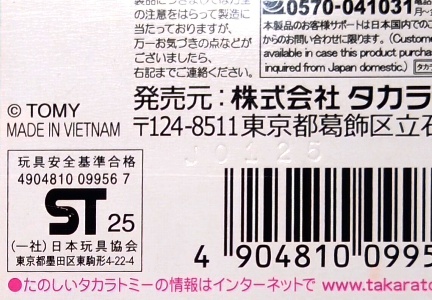 の注意をはらって製造に
当たっておりますが、
万一お気づきの点などが
ございましたら、
右記までご連絡ください。
0570-041031
本製品のお客様サポートは日本国内での
からのお問い合わせに限ります。(Custome
available in case this product purcha
inquired from Japan domestic.)
© TOMY
MADE IN VIETNAM
発売元:株式会社 タカラ
〒124-8511東京都葛飾区立石
J0125
玩具安全基準合格
4904810 09956 7
ST 25
(一社)日本玩具協会
東京都墨田区東駒形4-22-4
4 904810 0995
●たのしいタカラトミーの情報はインターネットで www.takarato